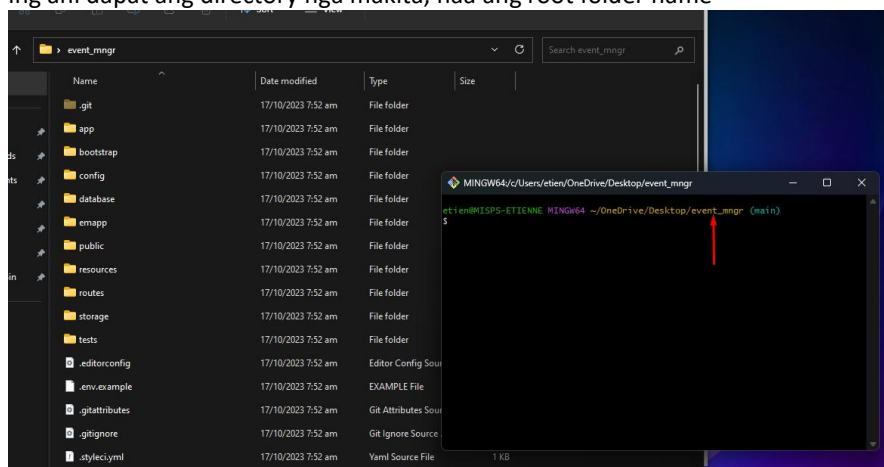 ing ani dapat ang directory nga makita, naa ang root folder name
event_mngr
Search event_mngr
Name Date modified Type Size
.git 17/10/2023 7:52 am File folder
app 17/10/2023 7:52 am File folder
bootstrap 17/10/2023 7:52 am File folder
config 17/10/2023 7:52 am File folder
database 17/10/2023 7:52 am File folder
emapp 17/10/2023 7:52 am File folder
public 17/10/2023 7:52 am File folder
resources 17/10/2023 7:52 am File folder
routes 17/10/2023 7:52 am File folder
storage 17/10/2023 7:52 am File folder
tests 17/10/2023 7:52 am File folder
.editorconfig 17/10/2023 7:52 am Editor Config Sour
.env.example 17/10/2023 7:52 am EXAMPLE File
.gitattributes 17/10/2023 7:52 am Git Attributes Sour
.gitignore 17/10/2023 7:52 am Git Ignore Source
.styleci.yml 17/10/2023 7:52 am Yaml Source File 1 KB
MINGW64:/c/Users/etien/OneDrive/Desktop/event_mngr
etien@MISPS-ETIENNE MINGW64 ~/OneDrive/Desktop/event_mngr (main)
$